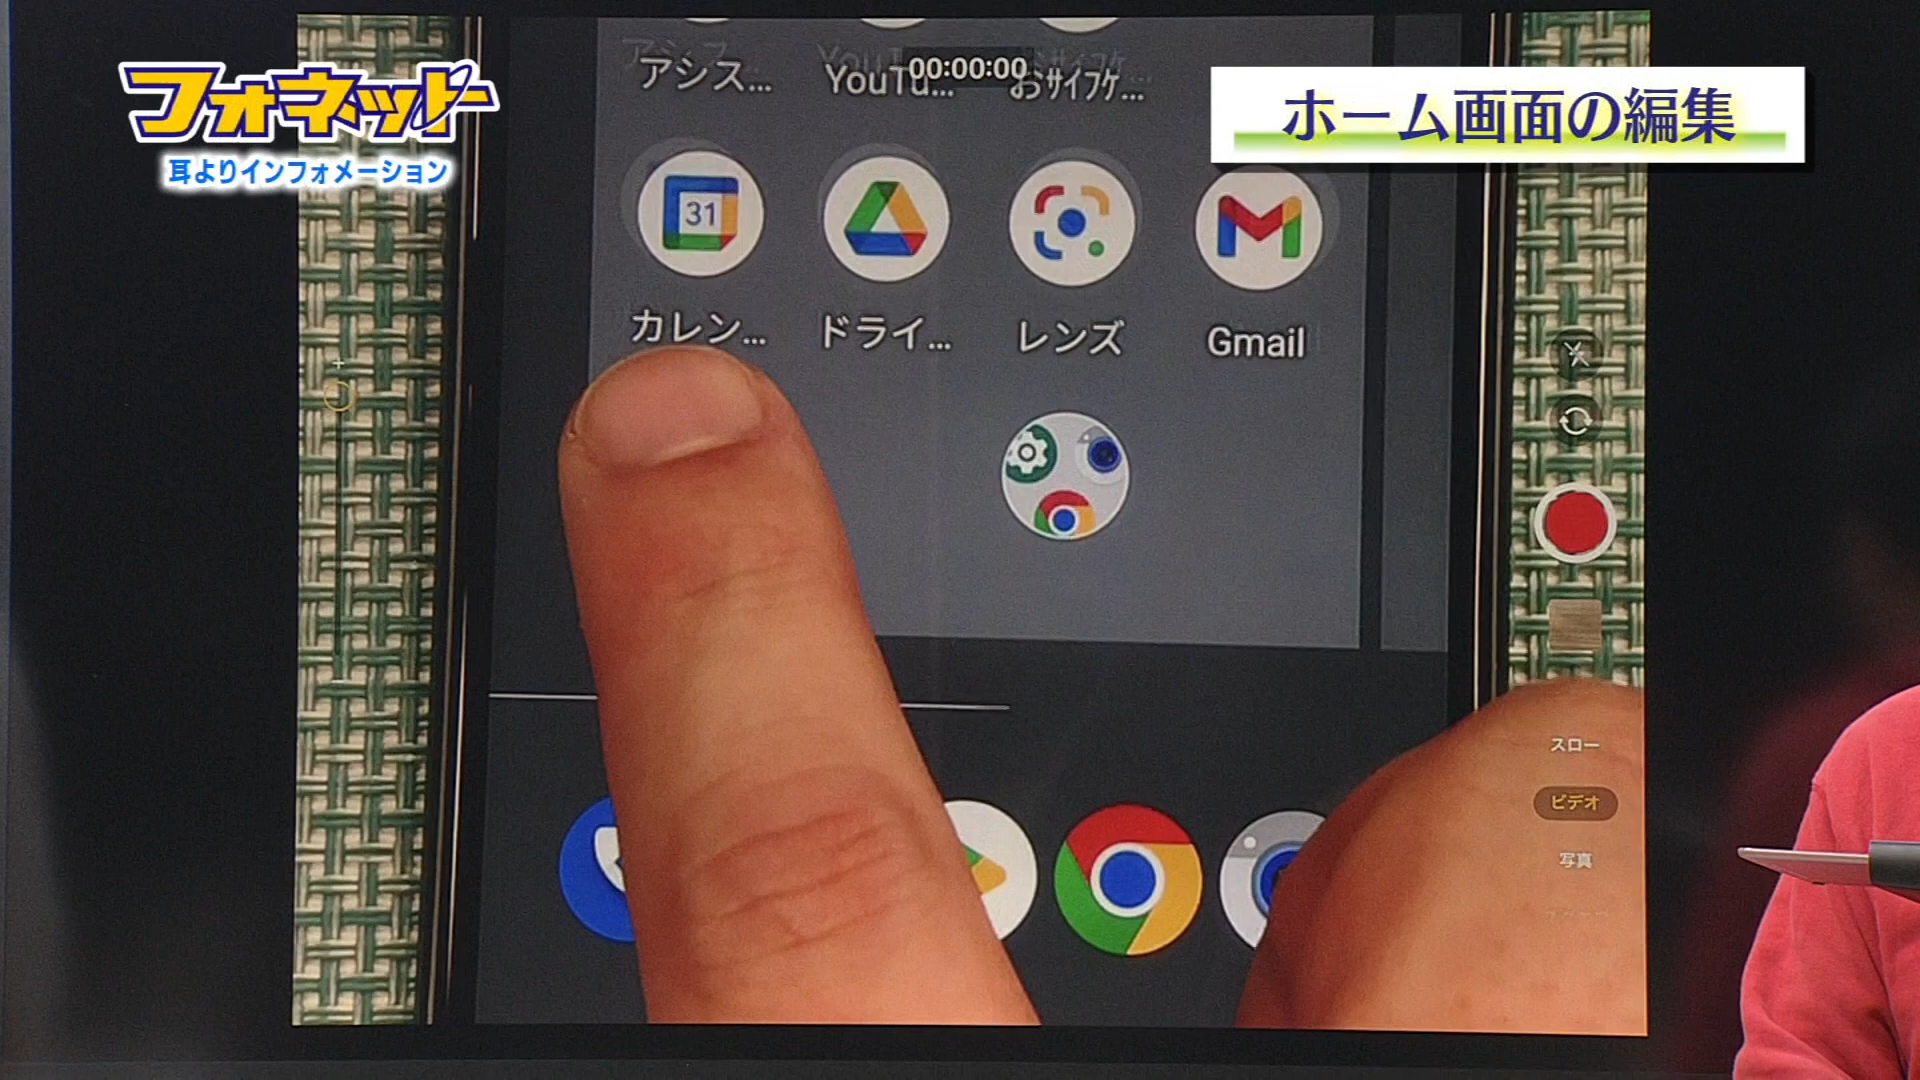 フォネット
耳よりインフォメーション
ホーム画面の編集
アシス...
YouTu...
00:00:00
おサイフケ...
31
カレン...
ドライ...
レンズ
Gmail
スロー
ビデオ
写真